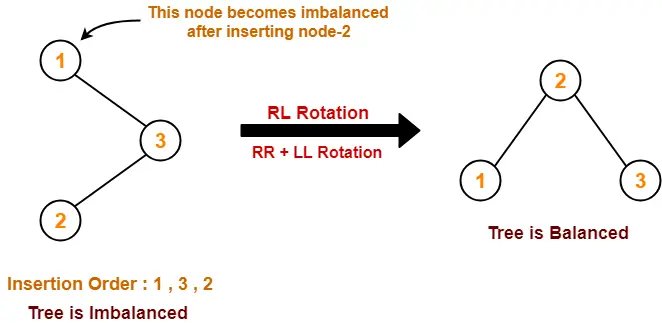 This node becomes imbalanced
after inserting node-2
1
3
2
Insertion Order : 1 , 3 , 2
Tree is Imbalanced
RL Rotation
RR + LL Rotation
2
1
3
Tree is Balanced